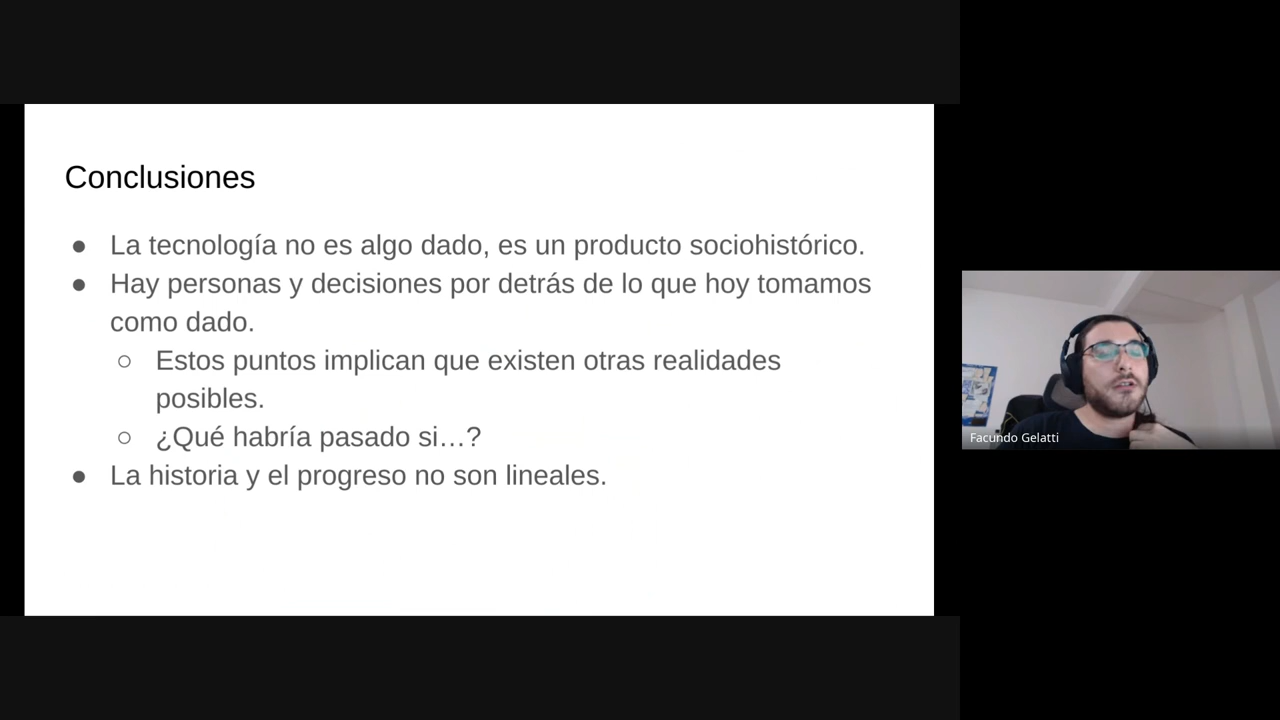 Conclusiones
● La tecnología no es algo dado, es un producto sociohistórico.
● Hay personas y decisiones por detrás de lo que hoy tomamos
como dado.
○ Estos puntos implican que existen otras realidades
posibles.
○ ¿Qué habría pasado si…?
● La historia y el progreso no son lineales.
Facundo Gelatti